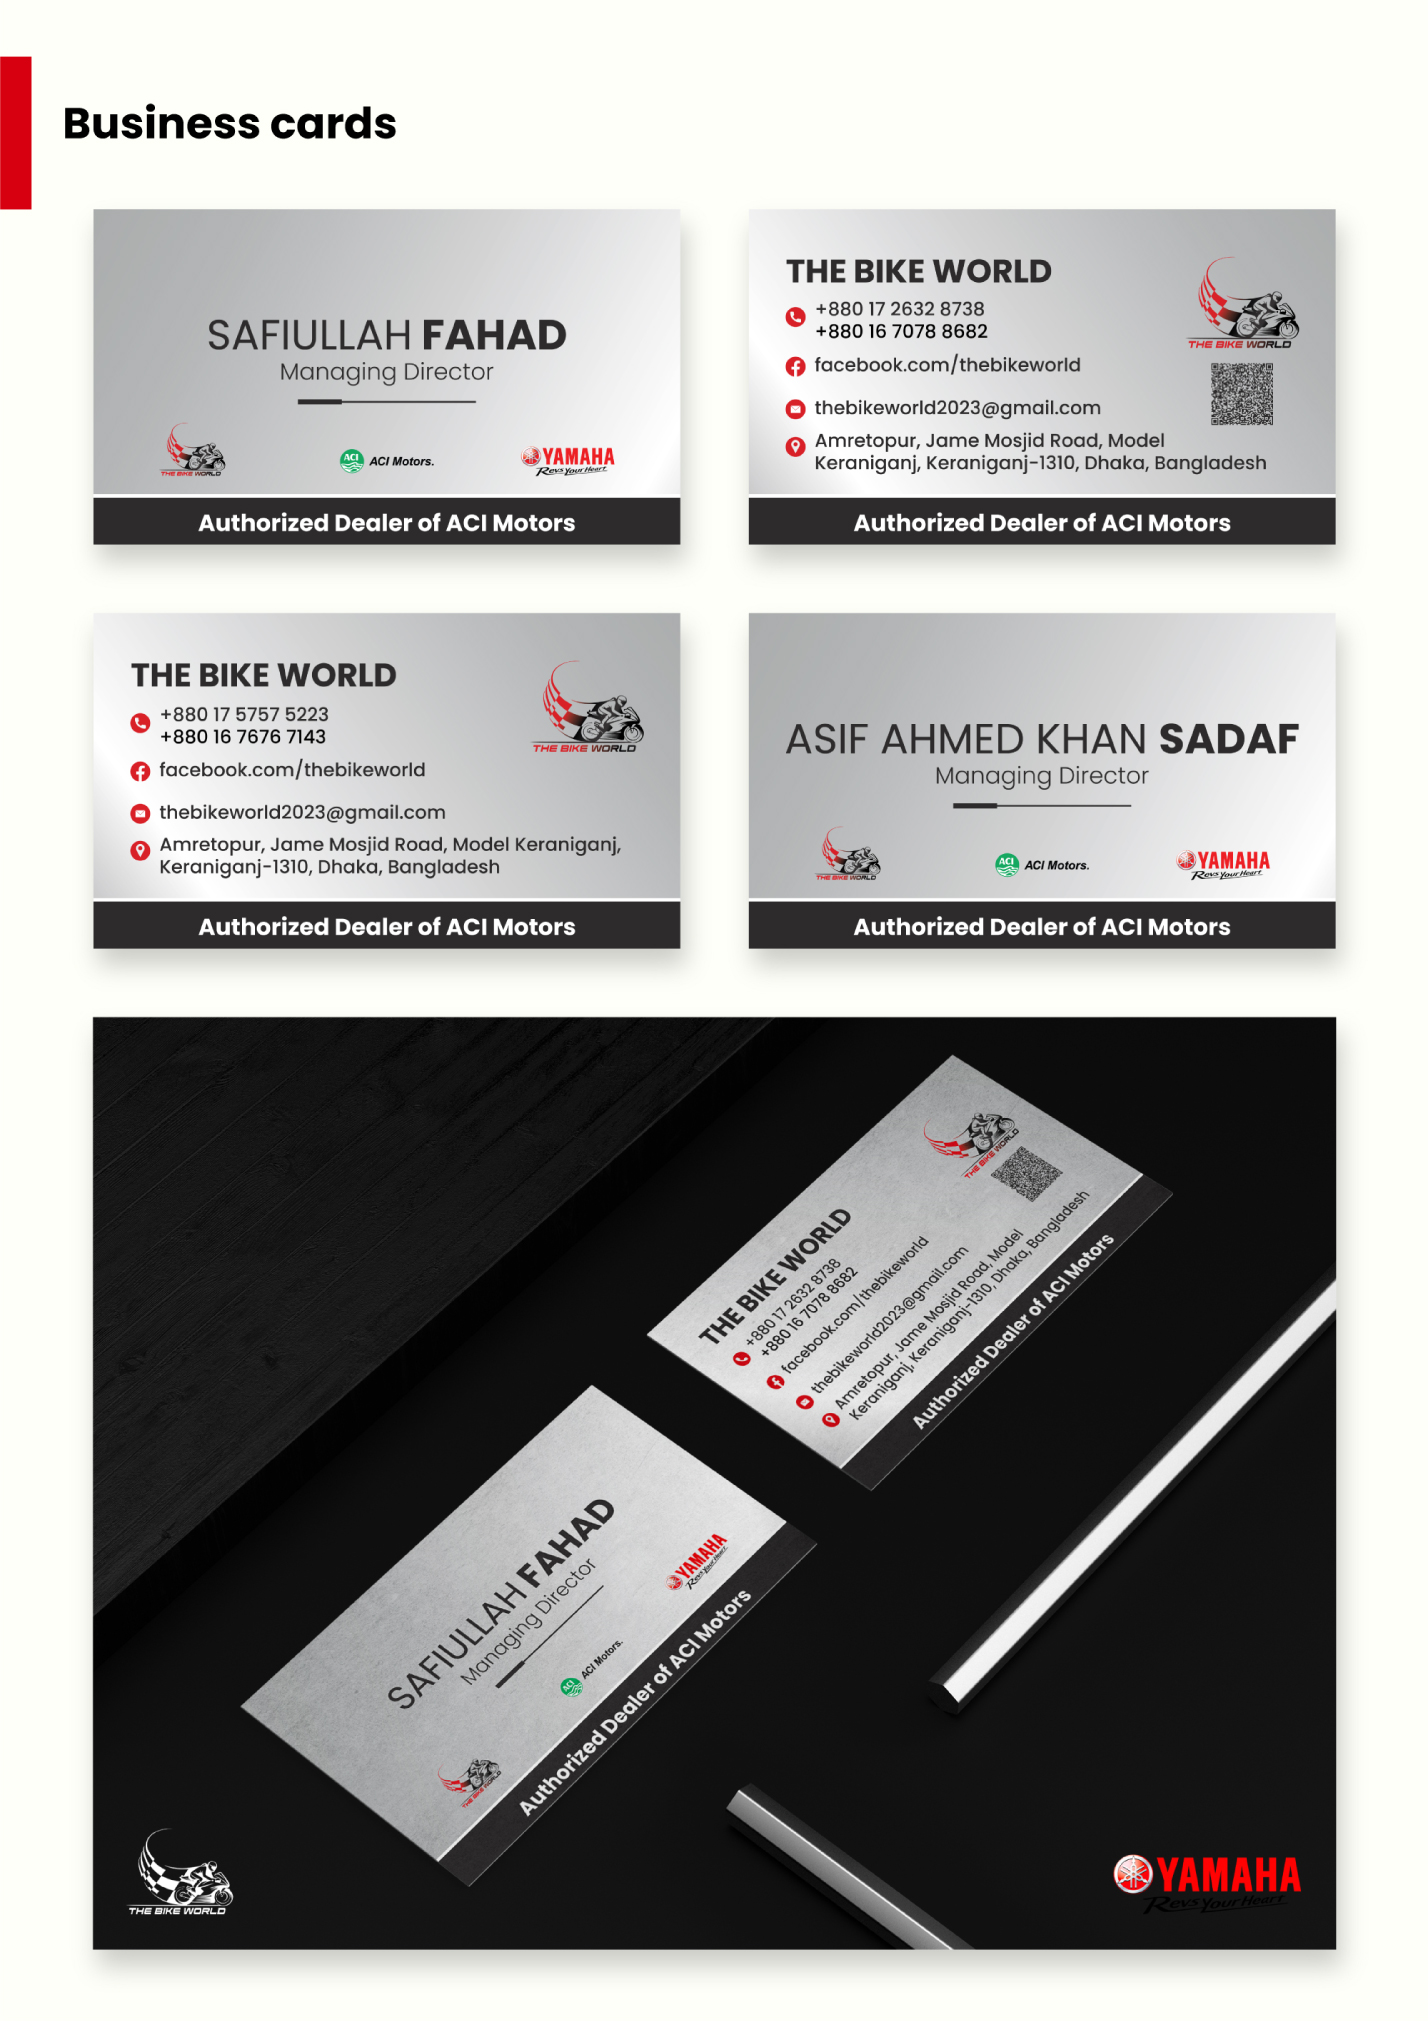 Business cards
SAFIULLAH FAHAD
Managing Director
THE BIKE WORLD
ACI
ACI Motors.
YAMAHA
Revs Your Heart
Authorized Dealer of ACI Motors
THE BIKE WORLD
+880 17 2632 8738
+880 16 7078 8682
facebook.com/thebikeworld
thebikeworld2023@gmail.com
Amretopur, Jame Mosjid Road, Model
Keraniganj, Keraniganj-1310, Dhaka, Bangladesh
THE BIKE WORLD
Authorized Dealer of ACI Motors
THE BIKE WORLD
+880 17 5757 5223
+880 16 7676 7143
facebook.com/thebikeworld
thebikeworld2023@gmail.com
Amretopur, Jame Mosjid Road, Model Keraniganj,
Keraniganj-1310, Dhaka, Bangladesh
THE BIKE WORLD
Authorized Dealer of ACI Motors
ASIF AHMED KHAN SADAF
Managing Director
THE BIKE WORLD
ACI
ACI Motors.
YAMAHA
Revs Your Heart
Authorized Dealer of ACI Motors
THE BIKE WORLD
+880 17 2632 8738
+880 16 7078 8682
facebook.com/thebikeworld
thebikeworld2023@gmail.com
Amretopur, Jame Mosjid Road, Model
Keraniganj, Keraniganj-1310, Dhaka, Bangladesh
THE BIKE WORLD
Authorized Dealer of ACI Motors
SAFIULLAH FAHAD
Managing Director
THE BIKE WORLD
ACI
ACI Motors.
YAMAHA
Revs Your Heart
Authorized Dealer of ACI Motors
THE BIKE WORLD
YAMAHA
Revs Your Heart